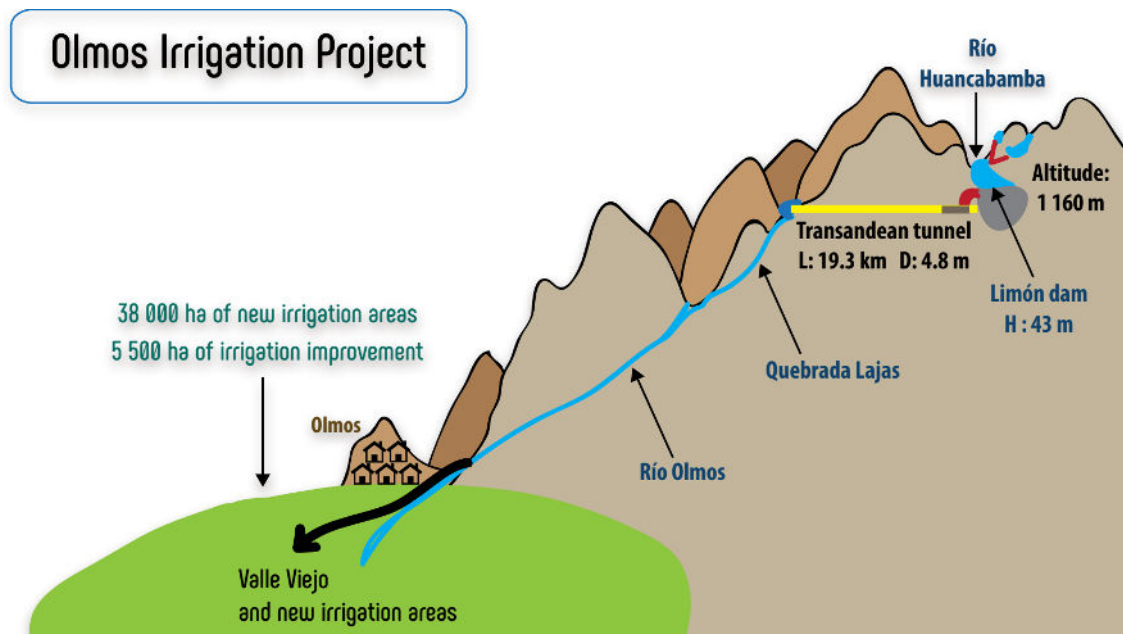 Olmos Irrigation Project
Río
Huancabamba
Altitude:
1 160 m
Transandean tunnel
L: 19.3 km D: 4.8 m
Limón dam
H : 43 m
38 000 ha of new irrigation areas
5 500 ha of irrigation improvement
Quebrada Lajas
Olmos
Río Olmos
Valle Viejo
and new irrigation areas